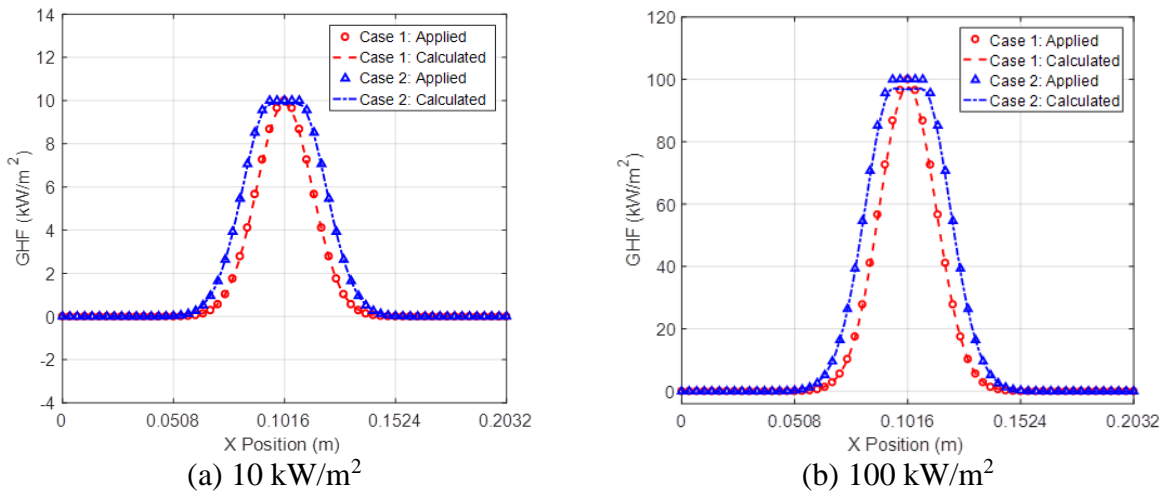 14
12
10
8
6
4
2
0
-2
-4
GHF (kW/m2)
Case 1: Applied
Case 1: Calculated
Case 2: Applied
Case 2: Calculated
0 0.0508 0.1016 0.1524 0.2032
X Position (m)
(a) 10 kW/m2
120
100
80
60
40
20
0
GHF (kW/m2)
Case 1: Applied
Case 1: Calculated
Case 2: Applied
Case 2: Calculated
0 0.0508 0.1016 0.1524 0.2032
X Position (m)
(b) 100 kW/m2